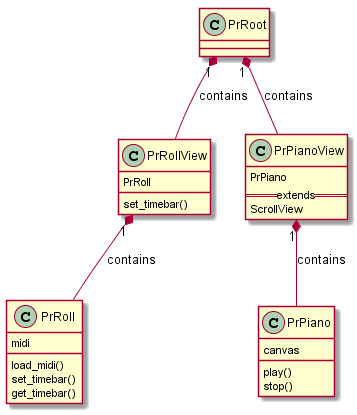 C PrRoot
1 1
contains contains
C PrRollView
PrRoll
set_timebar()
C PrPianoView
PrPiano
extends
ScrollView
1 1
contains contains
C PrRoll
midi
load_midi()
set_timebar()
get_timebar()
C PrPiano
canvas
play()
stop()